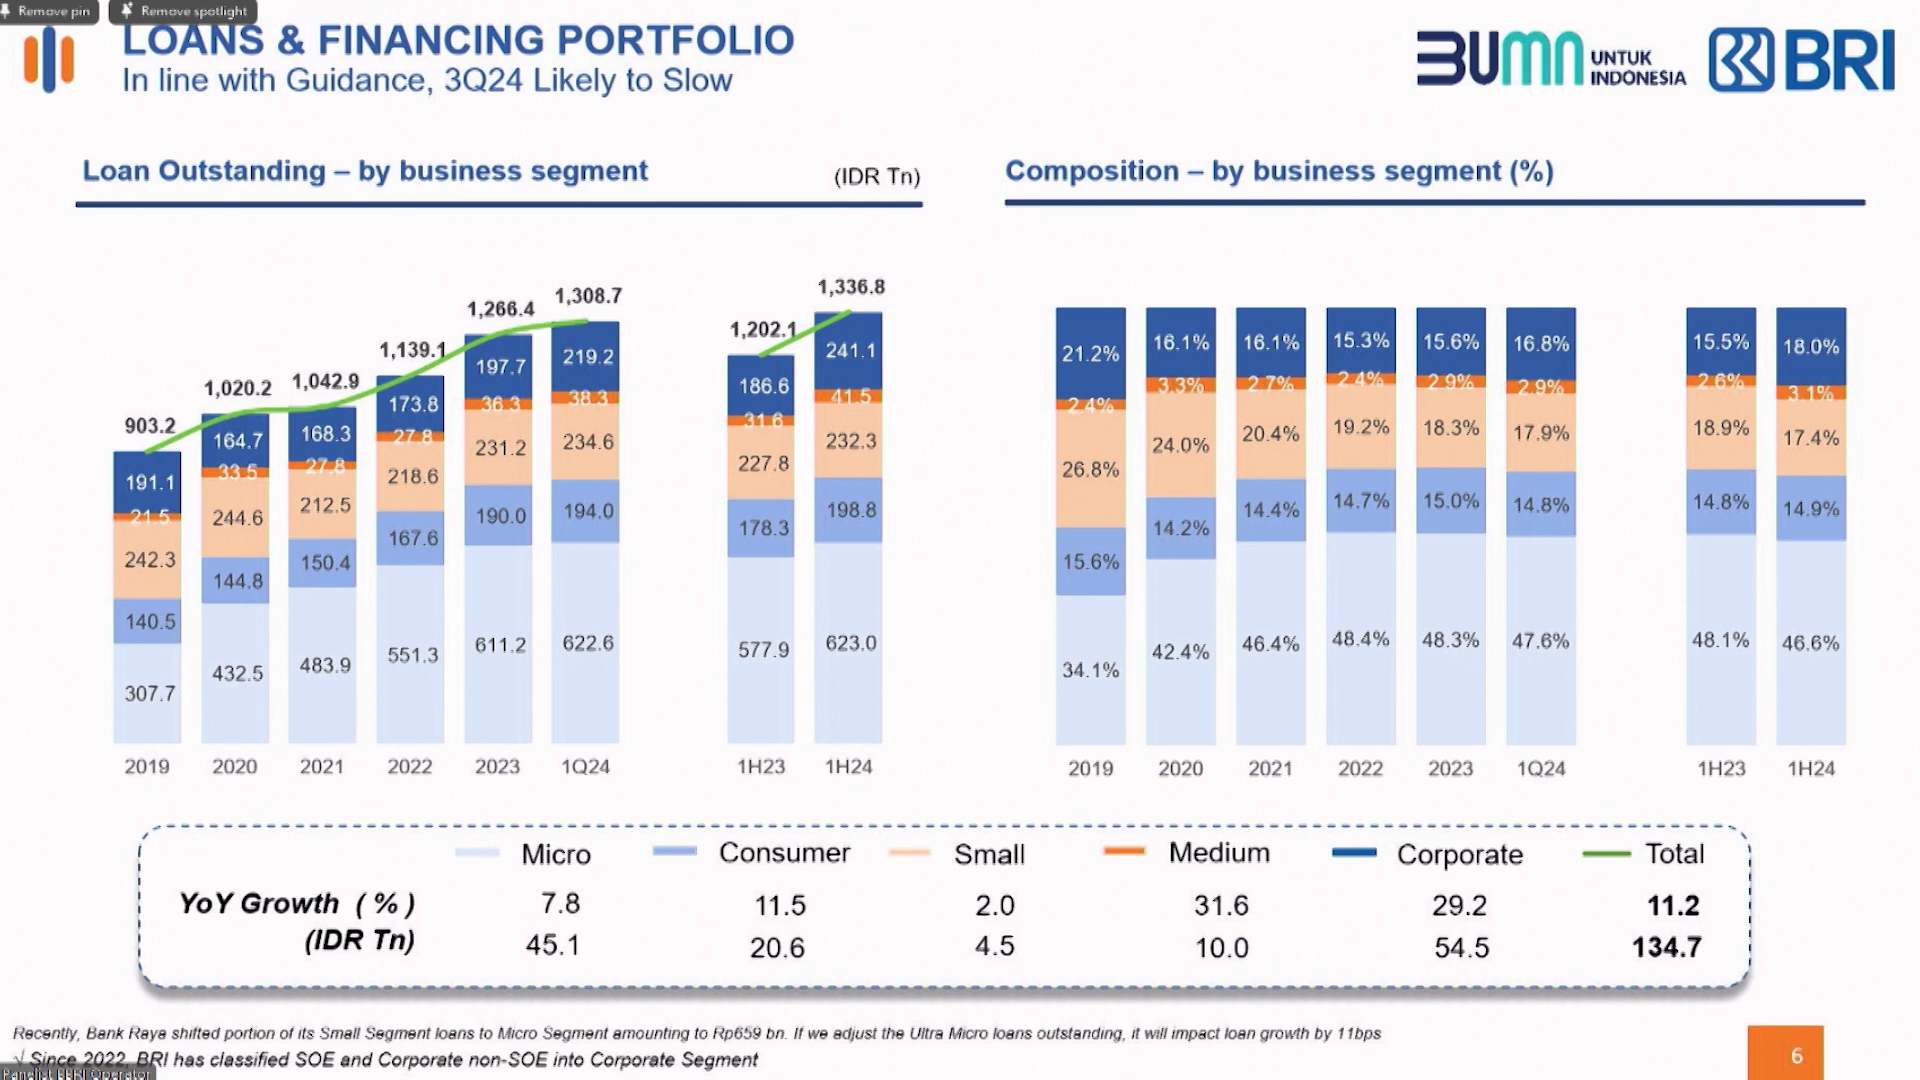 Remove pin Remove spotlight
LOANS & FINANCING PORTFOLIO
In line with Guidance, 3Q24 Likely to Slow
BUMN UNTUK INDONESIA
BRI
Loan Outstanding – by business segment (IDR Tn)
903.2 1,020.2 1,042.9 1,139.1 1,266.4 1,308.7 1,202.1 1,336.8
191.1 164.7 168.3 173.8 197.7 219.2 186.6 241.1
21.5 33.5 27.8 27.8 36.3 38.3 31.6 41.5
242.3 244.6 212.5 218.6 231.2 234.6 227.8 232.3
140.5 144.8 150.4 167.6 190.0 194.0 178.3 198.8
307.7 432.5 483.9 551.3 611.2 622.6 577.9 623.0
2019 2020 2021 2022 2023 1Q24 1H23 1H24
Composition – by business segment (%)
21.2% 16.1% 16.1% 15.3% 15.6% 16.8% 15.5% 18.0%
2.4% 3.3% 2.7% 2.4% 2.9% 2.9% 2.6% 3.1%
26.8% 24.0% 20.4% 19.2% 18.3% 17.9% 18.9% 17.4%
15.6% 14.2% 14.4% 14.7% 15.0% 14.8% 14.8% 14.9%
34.1% 42.4% 46.4% 48.4% 48.3% 47.6% 48.1% 46.6%
2019 2020 2021 2022 2023 1Q24 1H23 1H24
Micro Consumer Small Medium Corporate Total
YoY Growth ( % ) 7.8 11.5 2.0 31.6 29.2 11.2
(IDR Tn) 45.1 20.6 4.5 10.0 54.5 134.7
Recently, Bank Raya shifted portion of its Small Segment loans to Micro Segment amounting to Rp659 bn. If we adjust the Ultra Micro loans outstanding, it will impact loan growth by 11bps
√ Since 2022, BRI has classified SOE and Corporate non-SOE into Corporate Segment
Panelist BBRI Operator
6